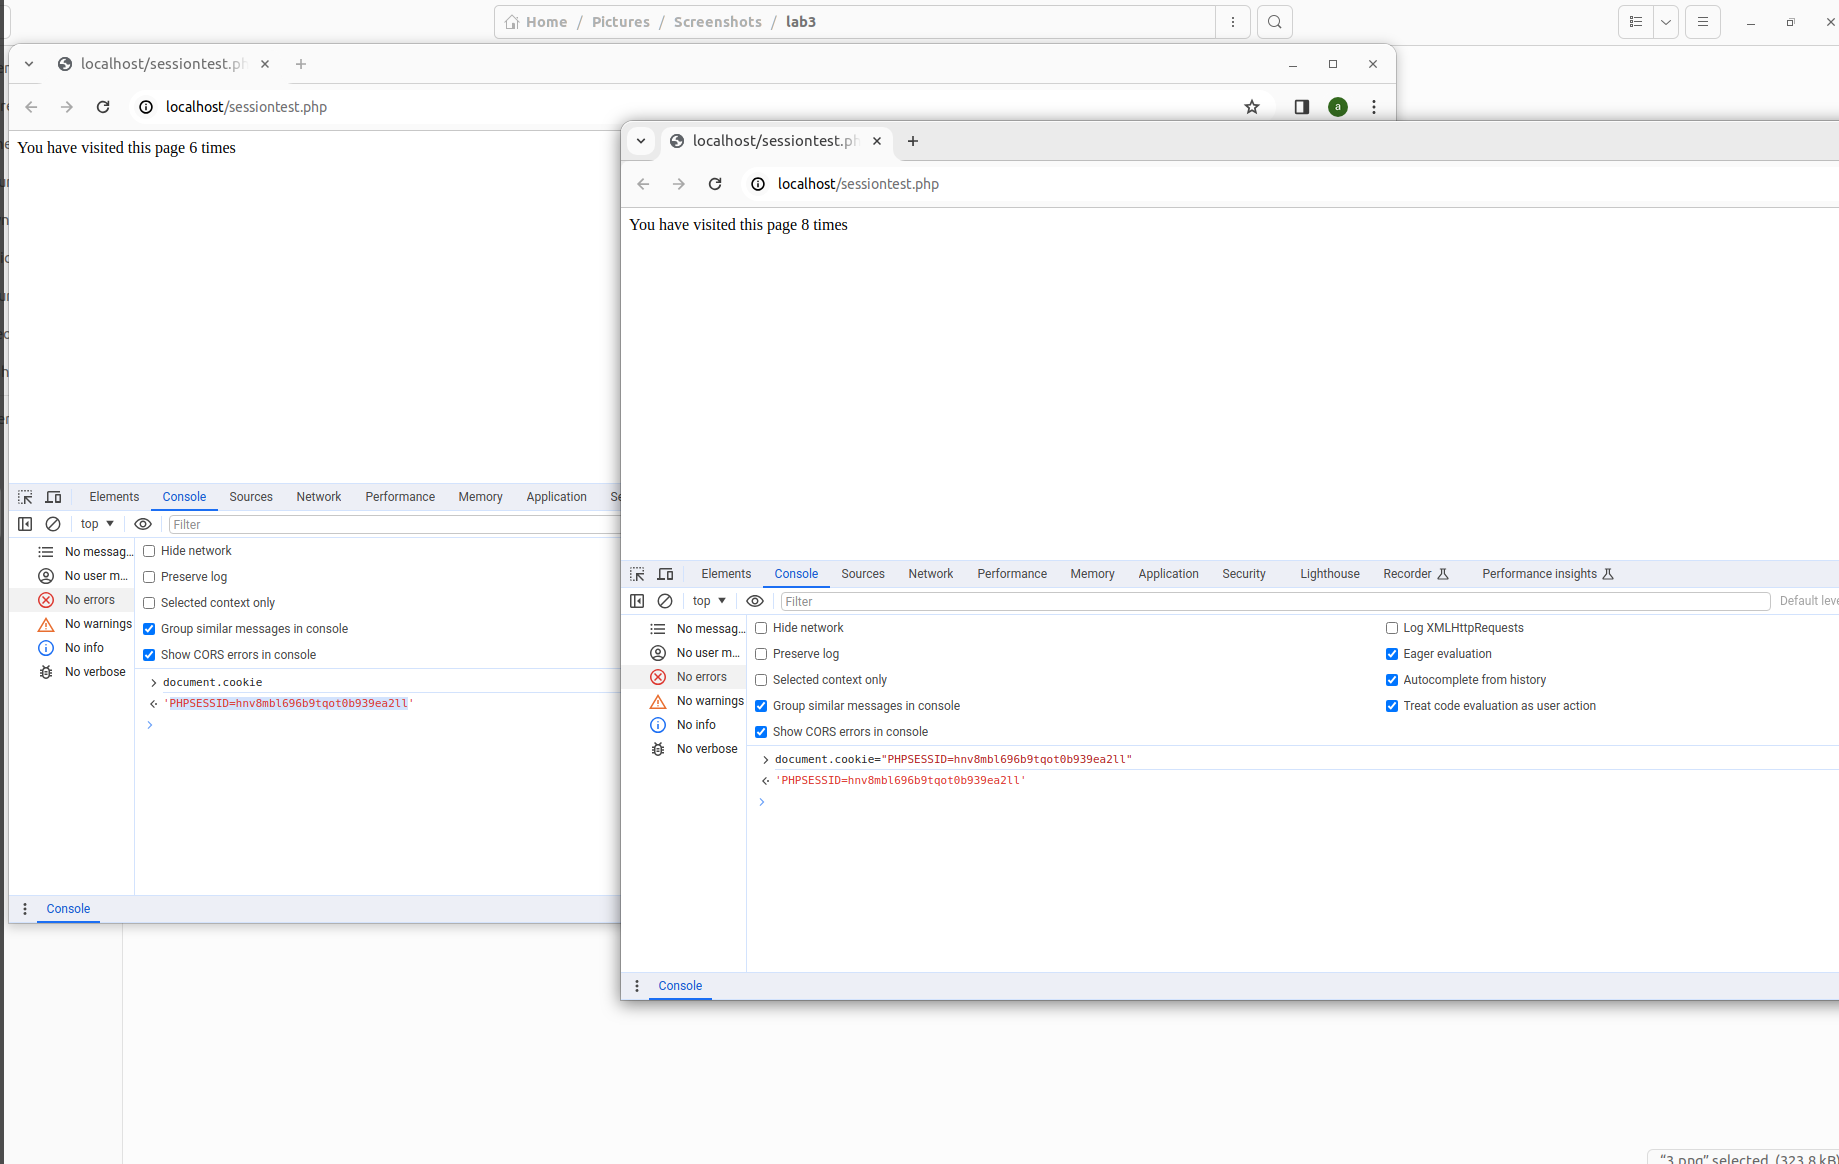 Home / Pictures / Screenshots / lab3
localhost/sessiontest.ph
localhost/sessiontest.php
a
You have visited this page 6 times
Elements Console Sources Network Performance Memory Application Se
top Filter
No messag... Hide network
No user m... Preserve log
No errors Selected context only
No warnings Group similar messages in console
No info Show CORS errors in console
No verbose
document.cookie
'PHPSESSID=hnv8mbl696b9tqot0b939ea2ll'
Console
localhost/sessiontest.ph
localhost/sessiontest.php
You have visited this page 8 times
Elements Console Sources Network Performance Memory Application Security Lighthouse Recorder Performance insights
top Filter Default leve
No messag... Hide network Log XMLHttpRequests
No user m... Preserve log Eager evaluation
No errors Selected context only Autocomplete from history
No warnings Group similar messages in console Treat code evaluation as user action
No info Show CORS errors in console
No verbose
document.cookie="PHPSESSID=hnv8mbl696b9tqot0b939ea2ll"
'PHPSESSID=hnv8mbl696b9tqot0b939ea2ll'
Console
"3.png" selected (323.8 kB)